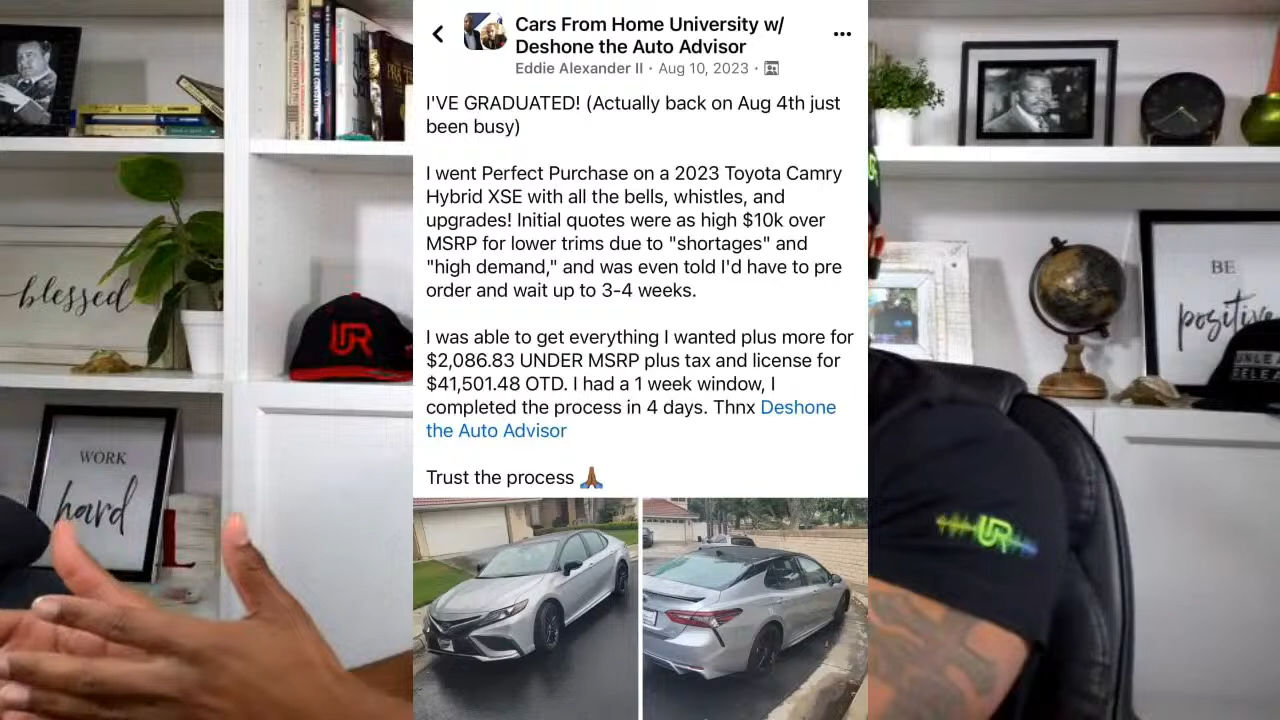 Cars From Home University w/
Deshone the Auto Advisor
Eddie Alexander II · Aug 10, 2023 ·
I'VE GRADUATED! (Actually back on Aug 4th just
been busy)
I went Perfect Purchase on a 2023 Toyota Camry
Hybrid XSE with all the bells, whistles, and
upgrades! Initial quotes were as high $10k over
MSRP for lower trims due to "shortages" and
"high demand," and was even told I'd have to pre
order and wait up to 3-4 weeks.
I was able to get everything I wanted plus more for
$2,086.83 UNDER MSRP plus tax and license for
$41,501.48 OTD. I had a 1 week window, I
completed the process in 4 days. Thnx Deshone
the Auto Advisor
Trust the process 🙏🏾
MILLION DOLLAR CONSULTING
blessed
UR
WORK
hard
BE
positive
UR